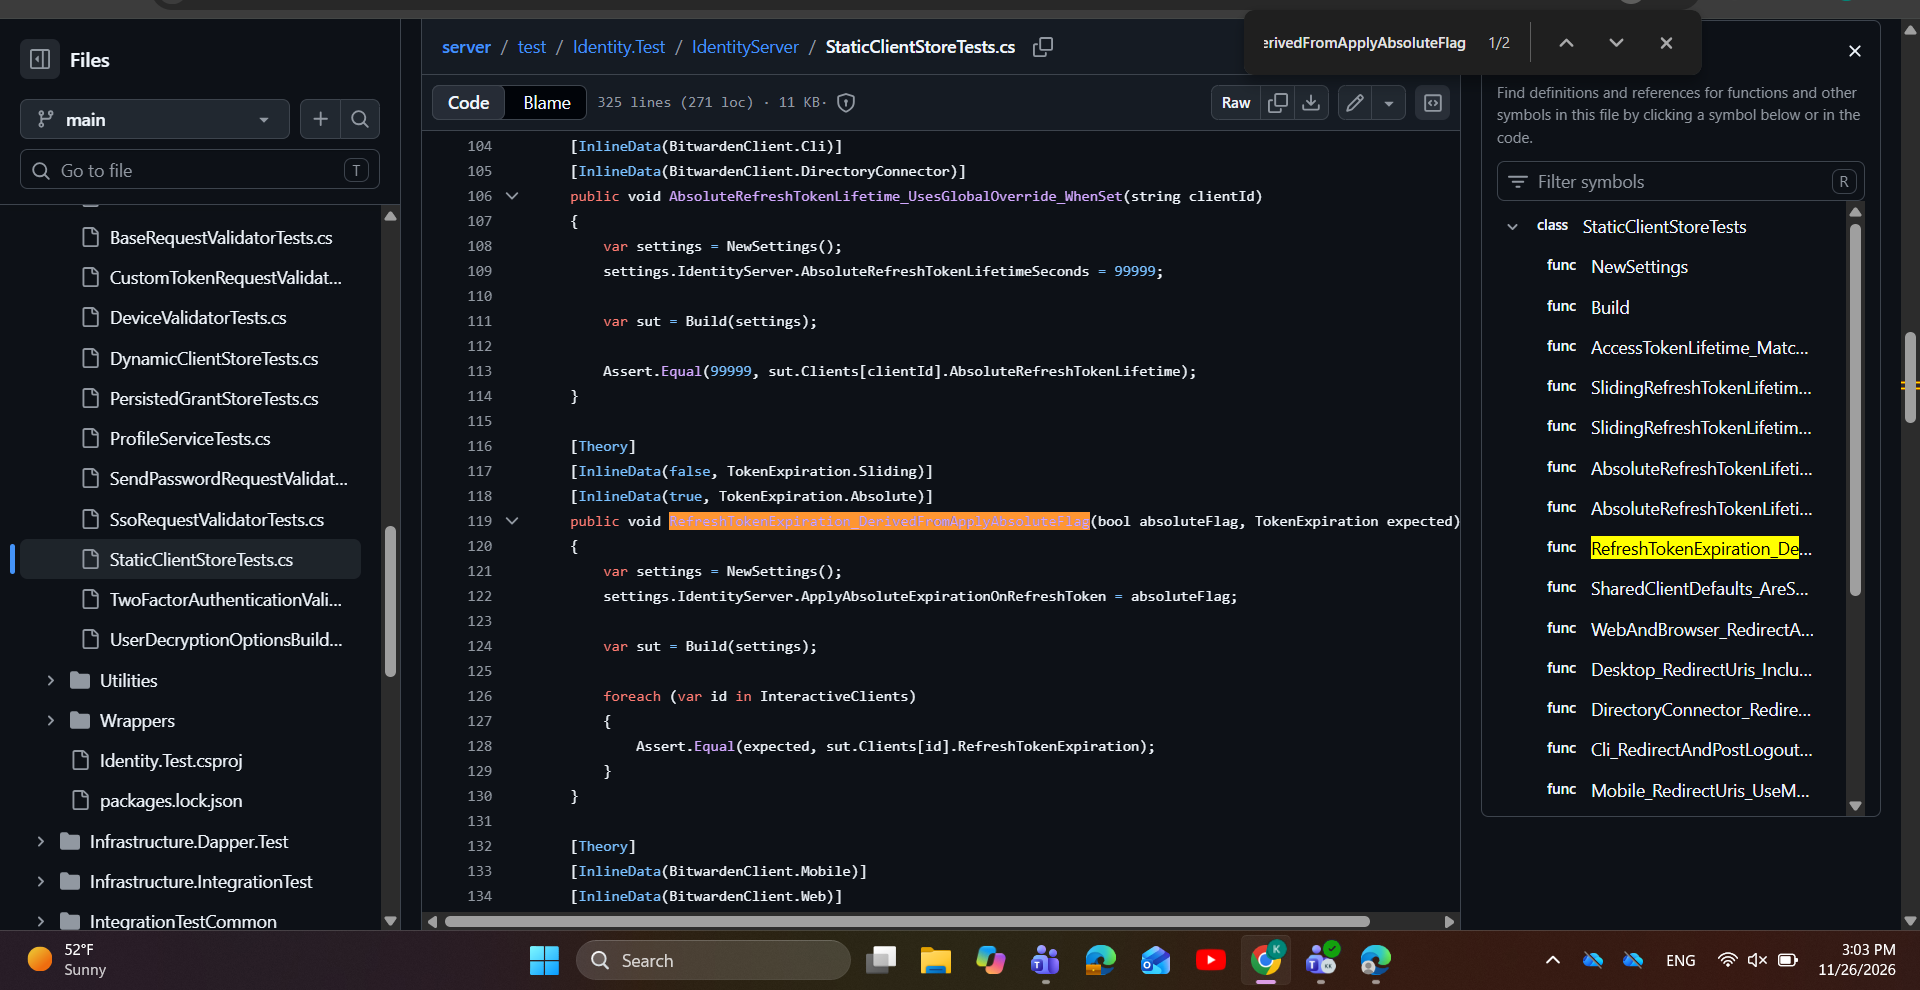 Files
main
Go to file
T
BaseRequestValidatorTests.cs
CustomTokenRequestValidat...
DeviceValidatorTests.cs
DynamicClientStoreTests.cs
PersistedGrantStoreTests.cs
ProfileServiceTests.cs
SendPasswordRequestValidat...
SsoRequestValidatorTests.cs
StaticClientStoreTests.cs
TwoFactorAuthenticationVali...
UserDecryptionOptionsBuild...
Utilities
Wrappers
Identity.Test.csproj
packages.lock.json
Infrastructure.Dapper.Test
Infrastructure.IntegrationTest
IntegrationTestCommon
server / test / Identity.Test / IdentityServer / StaticClientStoreTests.cs
Code Blame 325 lines (271 loc) · 11 KB · Raw
104 [InlineData(BitwardenClient.Cli)]
105 [InlineData(BitwardenClient.DirectoryConnector)]
106 public void AbsoluteRefreshTokenLifetime_UsesGlobalOverride_WhenSet(string clientId)
107 {
108 var settings = NewSettings();
109 settings.IdentityServer.AbsoluteRefreshTokenLifetimeSeconds = 99999;
110
111 var sut = Build(settings);
112
113 Assert.Equal(99999, sut.Clients[clientId].AbsoluteRefreshTokenLifetime);
114 }
115
116 [Theory]
117 [InlineData(false, TokenExpiration.Sliding)]
118 [InlineData(true, TokenExpiration.Absolute)]
119 public void RefreshTokenExpiration_DerivedFromApplyAbsoluteFlag(bool absoluteFlag, TokenExpiration expected)
120 {
121 var settings = NewSettings();
122 settings.IdentityServer.ApplyAbsoluteExpirationOnRefreshToken = absoluteFlag;
123
124 var sut = Build(settings);
125
126 foreach (var id in InteractiveClients)
127 {
128 Assert.Equal(expected, sut.Clients[id].RefreshTokenExpiration);
129 }
130 }
131
132 [Theory]
133 [InlineData(BitwardenClient.Mobile)]
134 [InlineData(BitwardenClient.Web)]
erivedFromApplyAbsoluteFlag 1/2
Find definitions and references for functions and other
symbols in this file by clicking a symbol below or in the
code.
Filter symbols
R
class StaticClientStoreTests
func NewSettings
func Build
func AccessTokenLifetime_Matc...
func SlidingRefreshTokenLifetim...
func SlidingRefreshTokenLifetim...
func AbsoluteRefreshTokenLifeti...
func AbsoluteRefreshTokenLifeti...
func RefreshTokenExpiration_De...
func SharedClientDefaults_AreS...
func WebAndBrowser_RedirectA...
func Desktop_RedirectUris_Inclu...
func DirectoryConnector_Redire...
func Cli_RedirectAndPostLogout...
func Mobile_RedirectUris_UseM...
52°F
Sunny
Search
ENG
3:03 PM
11/26/2026